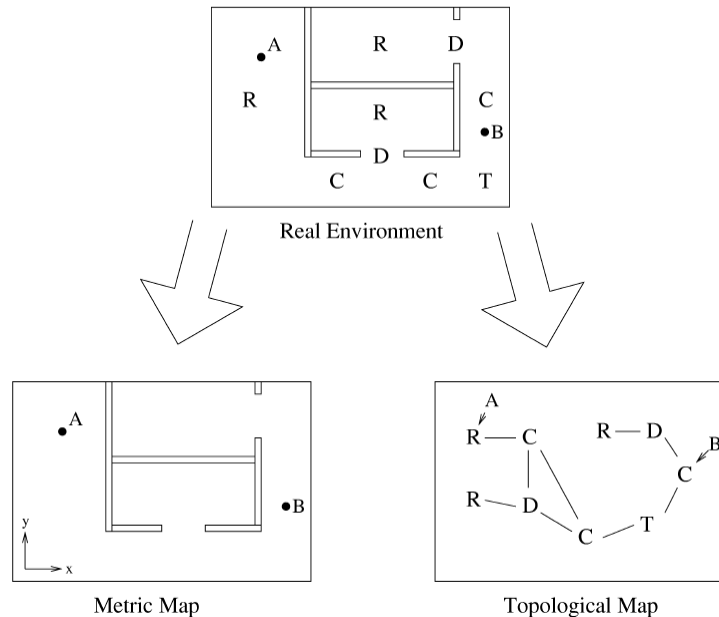 A R D
R R C
B
D
C C T
Real Environment
A
B
y
x
Metric Map
A
R C R D
B
C
R D
T
C
Topological Map